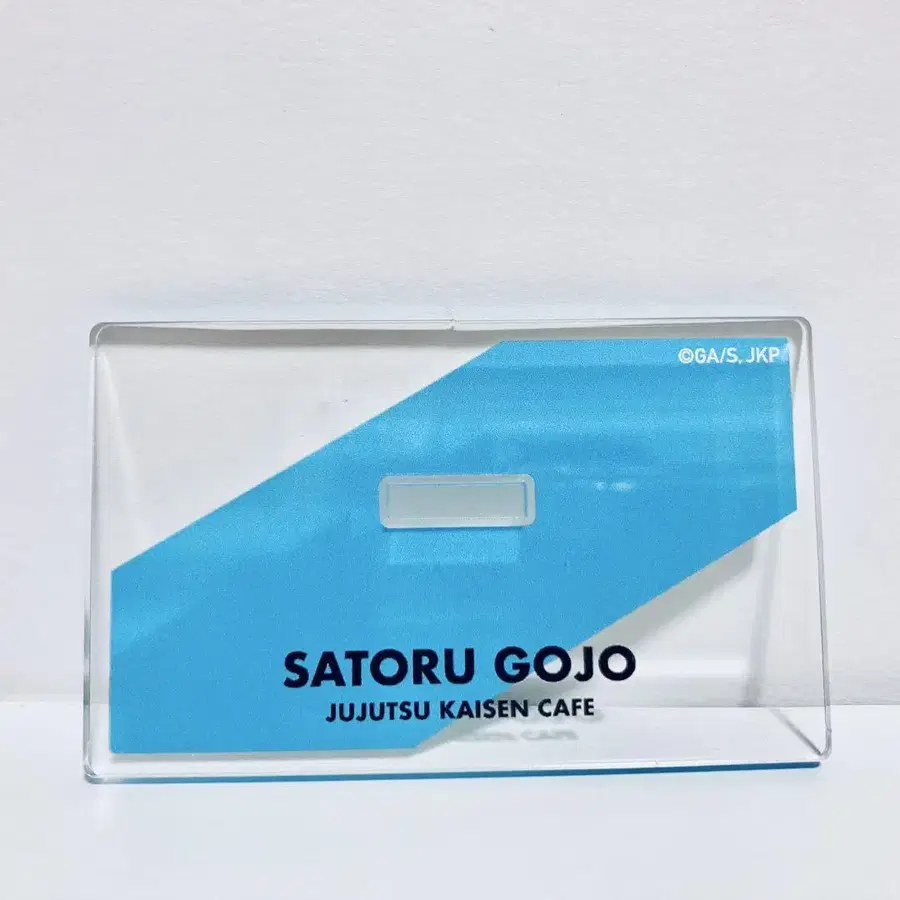 ©GA/S, JKP
SATORU GOJO
JUJUTSU KAISEN CAFE